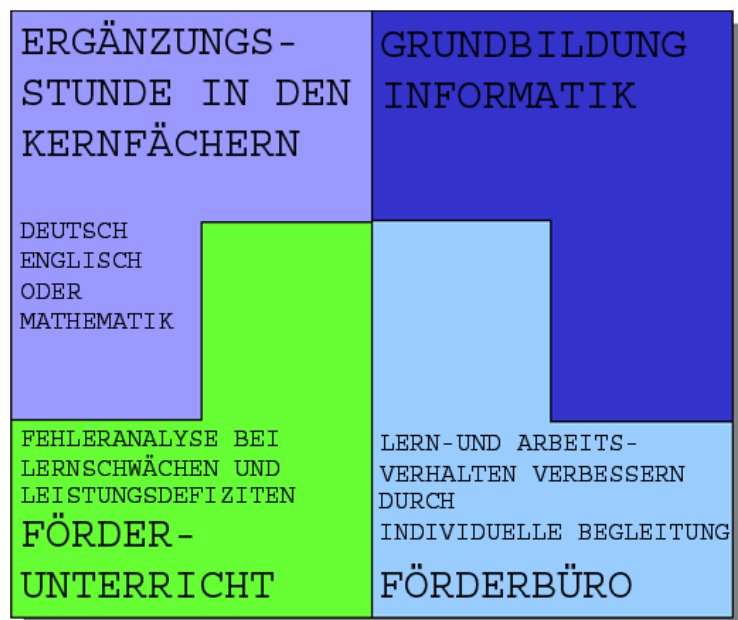 ERGÄNZUNGS-
STUNDE IN DEN
KERNFÄCHERN
DEUTSCH
ENGLISCH
ODER
MATHEMATIK
GRUNDBILDUNG
INFORMATIK
FEHLERANALYSE BEI
LERNSCHWÄCHEN UND
LEISTUNGSDEFIZITEN
FÖRDER-
UNTERRICHT
LERN-UND ARBEITS-
VERHALTEN VERBESSERN
DURCH
INDIVIDUELLE BEGLEITUNG
FÖRDERBÜRO